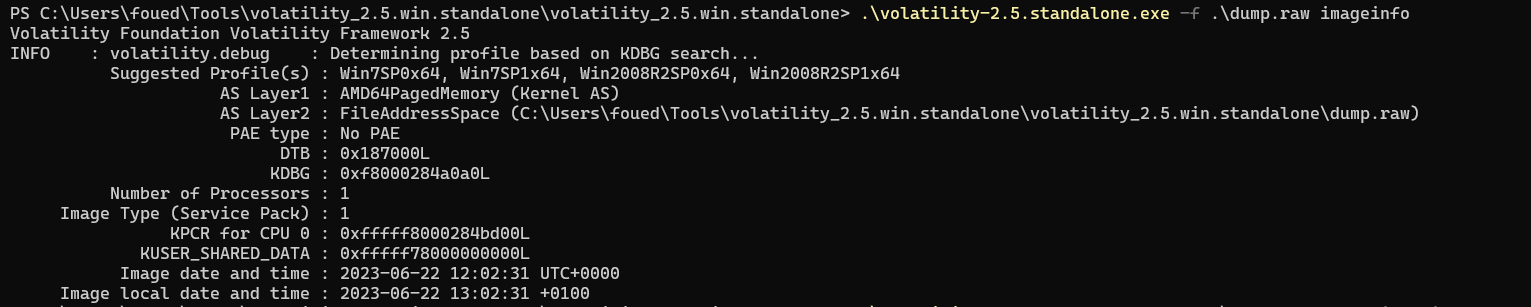 PS C:\Users\foued\Tools\volatility_2.5.win.standalone\volatility_2.5.win.standalone> .\volatility-2.5.standalone.exe -f .\dump.raw imageinfo
Volatility Foundation Volatility Framework 2.5
INFO    : volatility.debug    : Determining profile based on KDBG search...
Suggested Profile(s) : Win7SP0x64, Win7SP1x64, Win2008R2SP0x64, Win2008R2SP1x64
AS Layer1 : AMD64PagedMemory (Kernel AS)
AS Layer2 : FileAddressSpace (C:\Users\foued\Tools\volatility_2.5.win.standalone\volatility_2.5.win.standalone\dump.raw)
PAE type : No PAE
DTB : 0x187000L
KDBG : 0xf8000284a0a0L
Number of Processors : 1
Image Type (Service Pack) : 1
KPCR for CPU 0 : 0xfffff8000284bd00L
KUSER_SHARED_DATA : 0xfffff78000000000L
Image date and time : 2023-06-22 12:02:31 UTC+0000
Image local date and time : 2023-06-22 13:02:31 +0100